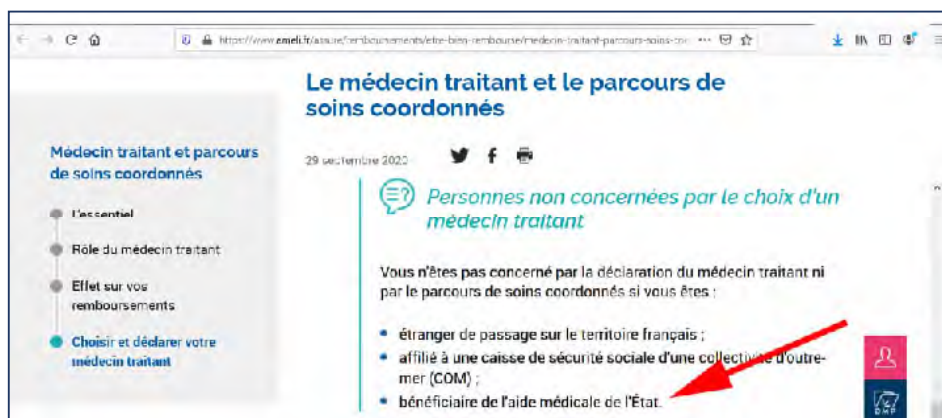 Le médecin traitant et le parcours de
soins coordonnés
Médecin traitant et parcours
de soins coordonnés
29 septembre 2020
L'essentiel
Rôle du médecin traitant
Effet sur vos
remboursements
Choisir et déclarer votre
médecin traitant
Personnes non concernées par le choix d'un
médecin traitant
Vous n'êtes pas concerné par la déclaration du médecin traitant ni
par le parcours de soins coordonnés si vous êtes :
étranger de passage sur le territoire français ;
affilié à une caisse de sécurité sociale d'une collectivité d'outre-
mer (COM) ;
bénéficiaire de l'aide médicale de l'État.
DMP